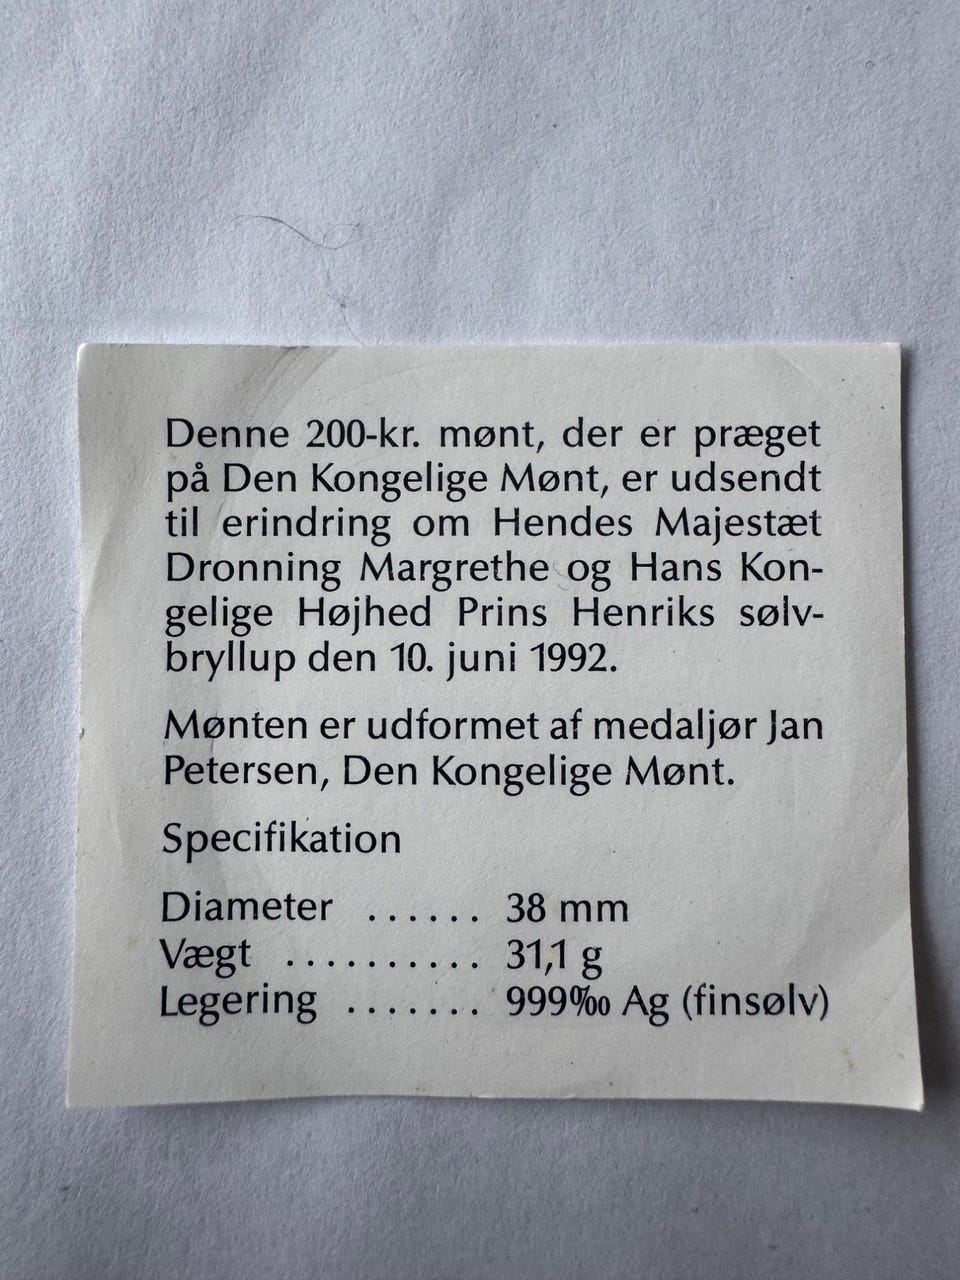 Denne 200-kr. mønt, der er præget
på Den Kongelige Mønt, er udsendt
til erindring om Hendes Majestæt
Dronning Margrethe og Hans Kon-
gelige Højhed Prins Henriks sølv-
bryllup den 10. juni 1992.
Mønten er udformet af medaljør Jan
Petersen, Den Kongelige Mønt.
Specifikation
Diameter ...... 38 mm
Vægt .......... 31,1 g
Legering ....... 999‰ Ag (finsølv)